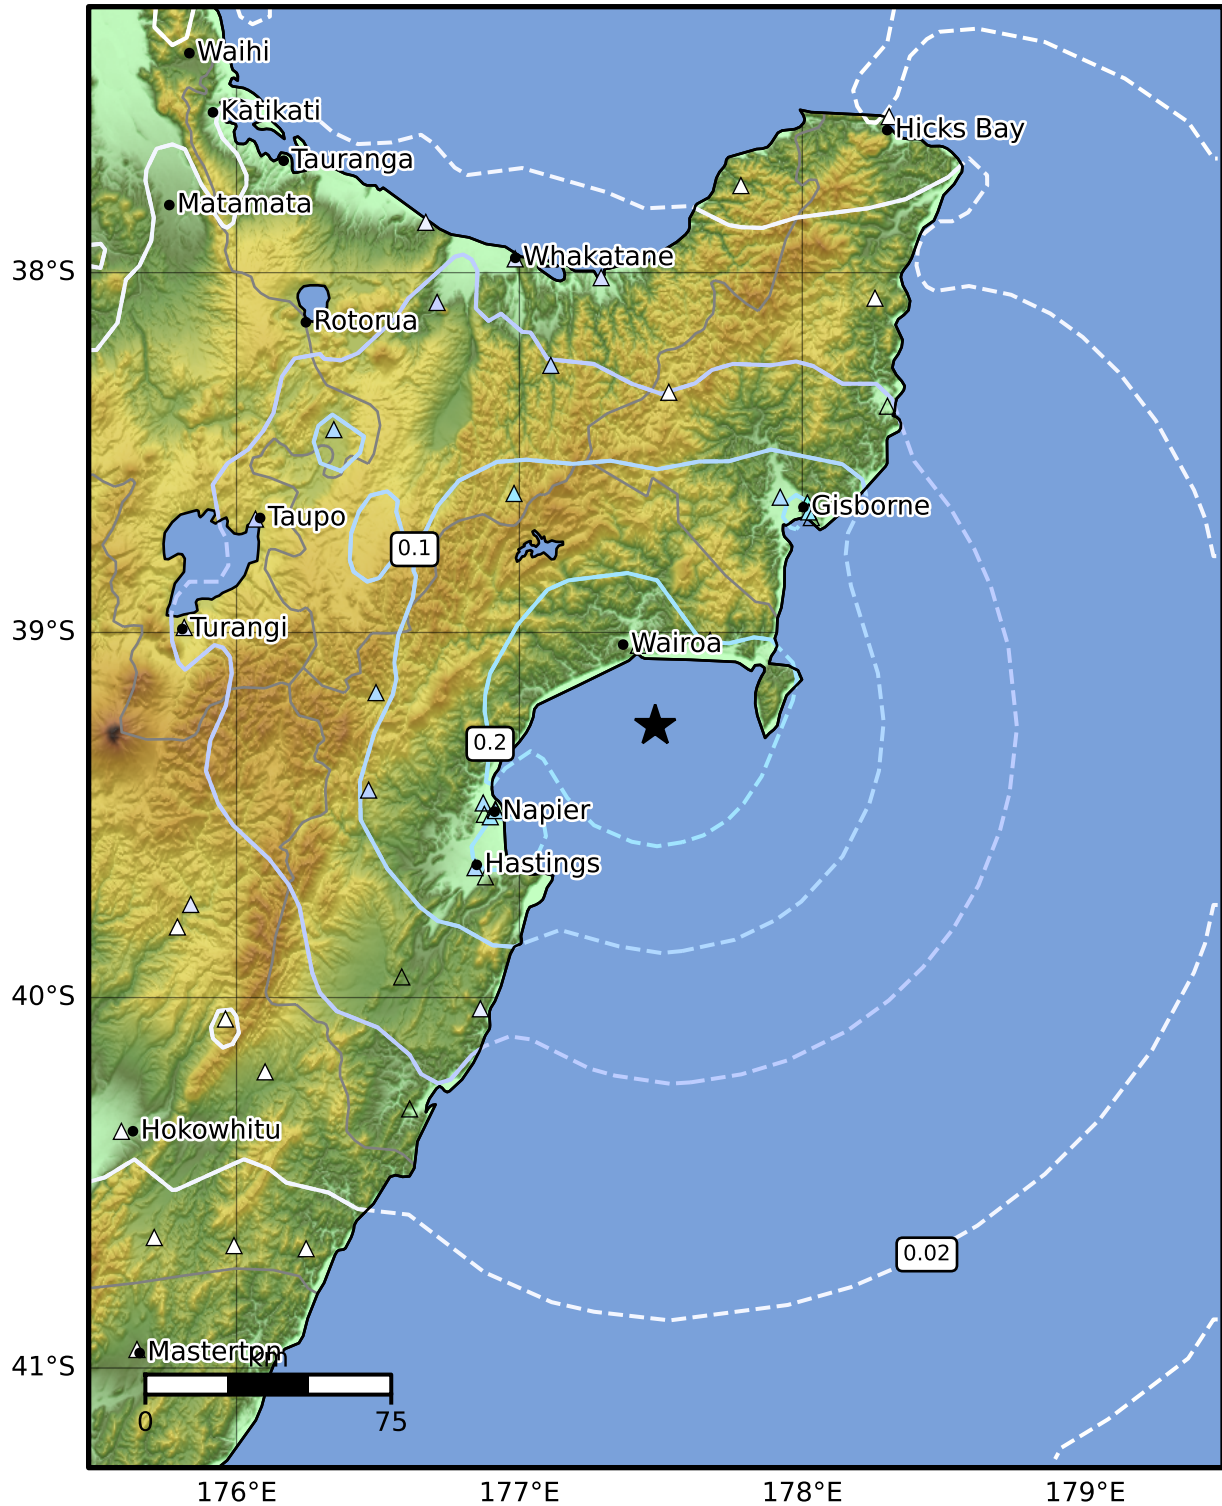 Waihi
Katikati
Hicks Bay
Tauranga
Matamata
Whakatane
38°S
Rotorua
Gisborne
Taupo
0.1
39°S
Turangi
Wairoa
0.2
Napier
Hastings
40°S
Hokowhitu
0.02
Masterton
km
41°S
0 75
176°E 177°E 178°E 179°E